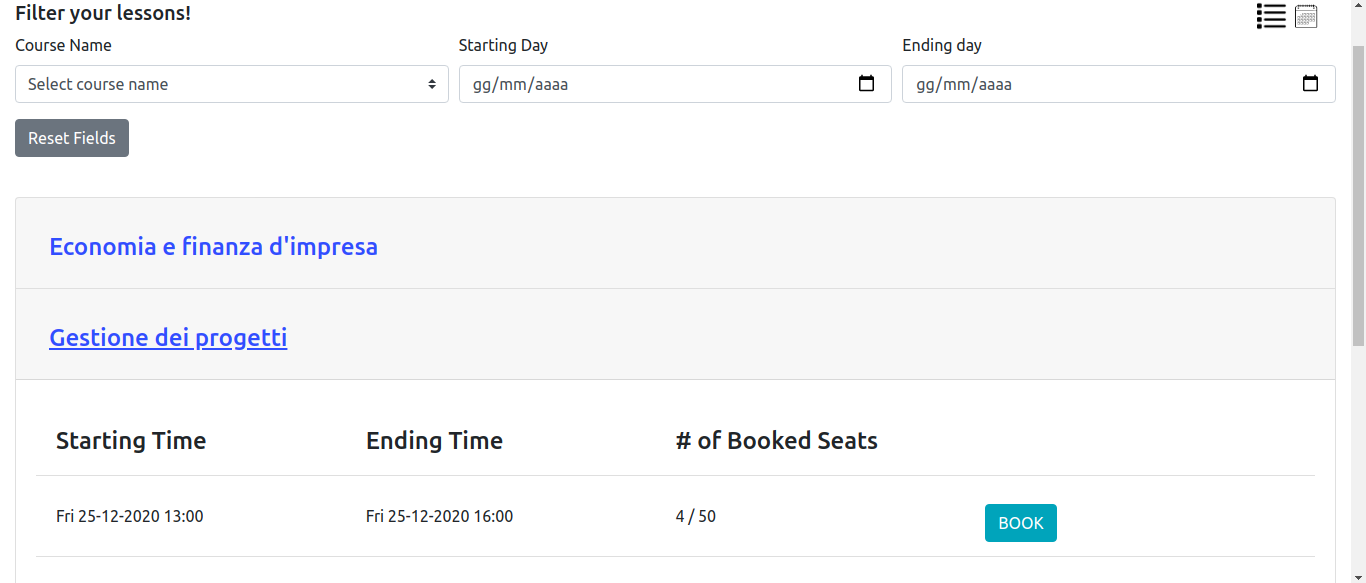 Filter your lessons!
Course Name Starting Day Ending day
Select course name gg/mm/aaaa gg/mm/aaaa
Reset Fields
Economia e finanza d'impresa
Gestione dei progetti
Starting Time Ending Time # of Booked Seats
Fri 25-12-2020 13:00 Fri 25-12-2020 16:00 4 / 50 BOOK